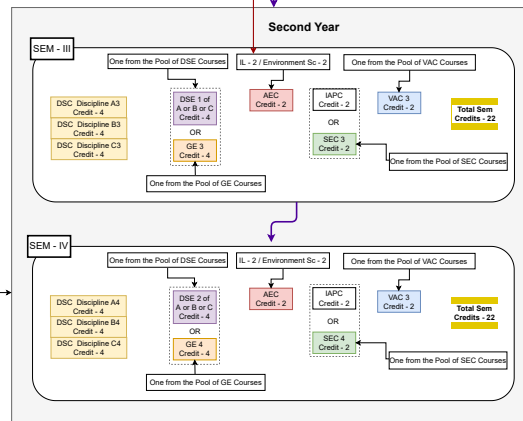 Second Year
SEM - III
One from the Pool of DSE Courses
IL - 2 / Environment Sc - 2
One from the Pool of VAC Courses
DSC Discipline A3
Credit - 4
DSC Discipline B3
Credit - 4
DSC Discipline C3
Credit - 4
DSE 1 of
A or B or C
Credit - 4
OR
GE 3
Credit - 4
AEC
Credit - 2
IAPC
Credit - 2
OR
SEC 3
Credit - 2
VAC 3
Credit - 2
Total Sem
Credits - 22
One from the Pool of SEC Courses
One from the Pool of GE Courses
SEM - IV
One from the Pool of DSE Courses
IL - 2 / Environment Sc - 2
One from the Pool of VAC Courses
DSC Discipline A4
Credit - 4
DSC Discipline B4
Credit - 4
DSC Discipline C4
Credit - 4
DSE 2 of
A or B or C
Credit - 4
OR
GE 4
Credit - 4
AEC
Credit - 2
IAPC
Credit - 2
OR
SEC 4
Credit - 2
VAC 3
Credit - 2
Total Sem
Credits - 22
One from the Pool of SEC Courses
One from the Pool of GE Courses